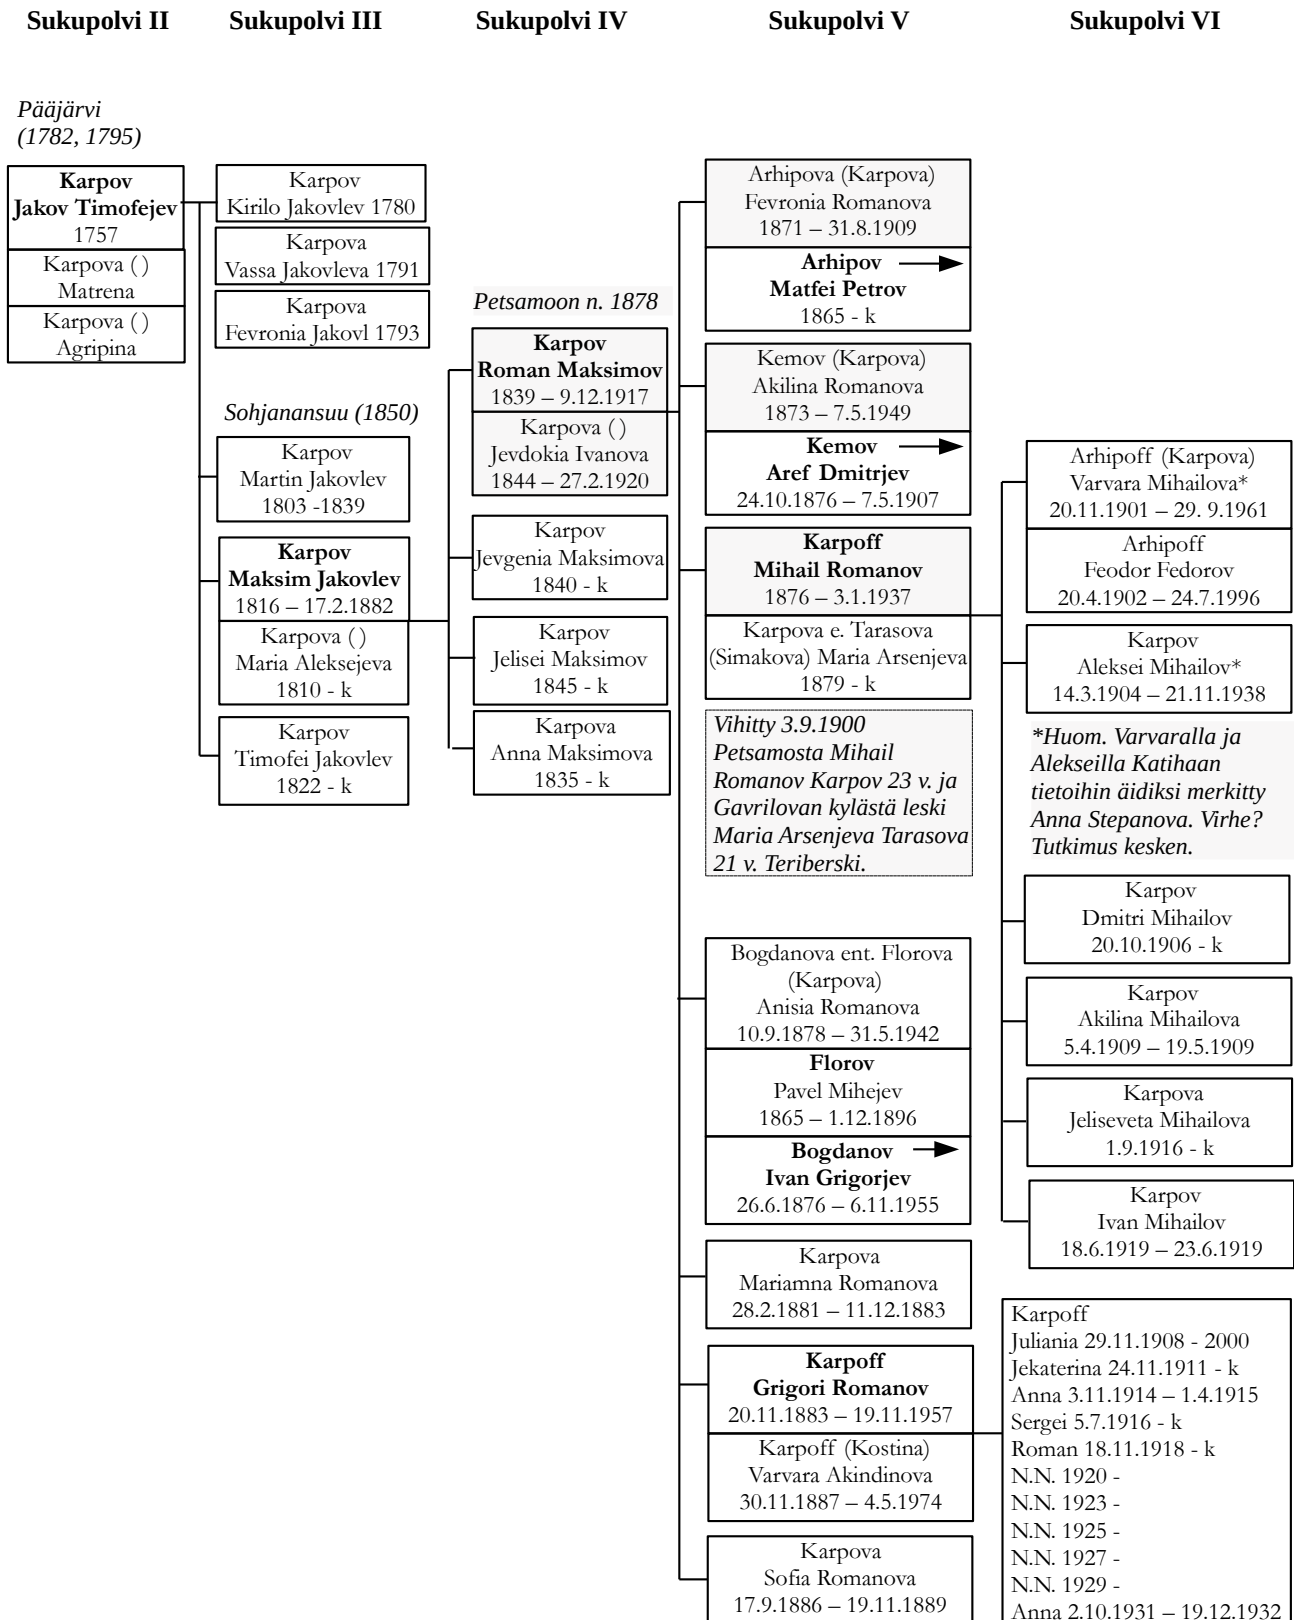 Sukupolvi II
Sukupolvi III
Sukupolvi IV
Sukupolvi V
Sukupolvi VI
Pääjärvi
(1782, 1795)
Karpov
Jakov Timofejev
1757
Karpova ( )
Matrena
Karpova ( )
Agripina
Karpov
Kirilo Jakovlev 1780
Karpova
Vassa Jakovleva 1791
Karpova
Fevronia Jakovl 1793
Sohjanansuu (1850)
Karpov
Martin Jakovlev
1803 -1839
Karpov
Maksim Jakovlev
1816 – 17.2.1882
Karpova ( )
Maria Aleksejeva
1810 - k
Karpov
Timofei Jakovlev
1822 - k
Petsamoon n. 1878
Karpov
Roman Maksimov
1839 – 9.12.1917
Karpova ( )
Jevdokia Ivanova
1844 – 27.2.1920
Karpov
Jevgenia Maksimova
1840 - k
Karpov
Jelisei Maksimov
1845 - k
Karpova
Anna Maksimova
1835 - k
Arhipova (Karpova)
Fevronia Romanova
1871 – 31.8.1909
Arhipov
Matfei Petrov
1865 - k
Kemov (Karpova)
Akilina Romanova
1873 – 7.5.1949
Kemov
Aref Dmitrjev
24.10.1876 – 7.5.1907
Karpoff
Mihail Romanov
1876 – 3.1.1937
Karpova e. Tarasova
(Simakova) Maria Arsenjeva
1879 - k
Vihitty 3.9.1900
Petsamosta Mihail
Romanov Karpov 23 v. ja
Gavrilovan kylästä leski
Maria Arsenjeva Tarasova
21 v. Teriberski.
Bogdanova ent. Florova
(Karpova)
Anisia Romanova
10.9.1878 – 31.5.1942
Florov
Pavel Mihejev
1865 – 1.12.1896
Bogdanov
Ivan Grigorjev
26.6.1876 – 6.11.1955
Karpova
Mariamna Romanova
28.2.1881 – 11.12.1883
Karpoff
Grigori Romanov
20.11.1883 – 19.11.1957
Karpoff (Kostina)
Varvara Akindinova
30.11.1887 – 4.5.1974
Karpova
Sofia Romanova
17.9.1886 – 19.11.1889
Arhipoff (Karpova)
Varvara Mihailova*
20.11.1901 – 29. 9.1961
Arhipoff
Feodor Fedorov
20.4.1902 – 24.7.1996
Karpov
Aleksei Mihailov*
14.3.1904 – 21.11.1938
*Huom. Varvaralla ja
Alekseilla Katihaan
tietoihin äidiksi merkitty
Anna Stepanova. Virhe?
Tutkimus kesken.
Karpov
Dmitri Mihailov
20.10.1906 - k
Karpov
Akilina Mihailova
5.4.1909 – 19.5.1909
Karpova
Jeliseveta Mihailova
1.9.1916 - k
Karpov
Ivan Mihailov
18.6.1919 – 23.6.1919
Karpoff
Juliania 29.11.1908 - 2000
Jekaterina 24.11.1911 - k
Anna 3.11.1914 – 1.4.1915
Sergei 5.7.1916 - k
Roman 18.11.1918 - k
N.N. 1920 -
N.N. 1923 -
N.N. 1925 -
N.N. 1927 -
N.N. 1929 -
Anna 2.10.1931 – 19.12.1932